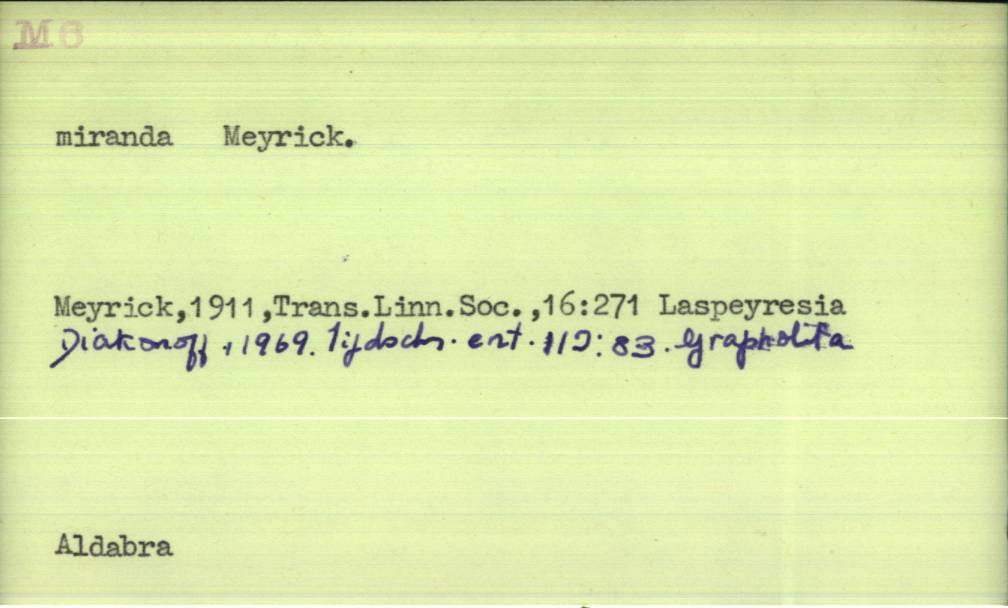 M6
miranda Meyrick.
Meyrick,1911,Trans.Linn.Soc.,16:271 Laspeyresia
Diakonoff, 1969. Tijdschr. ent. 112: 83. Grapholita
Aldabra